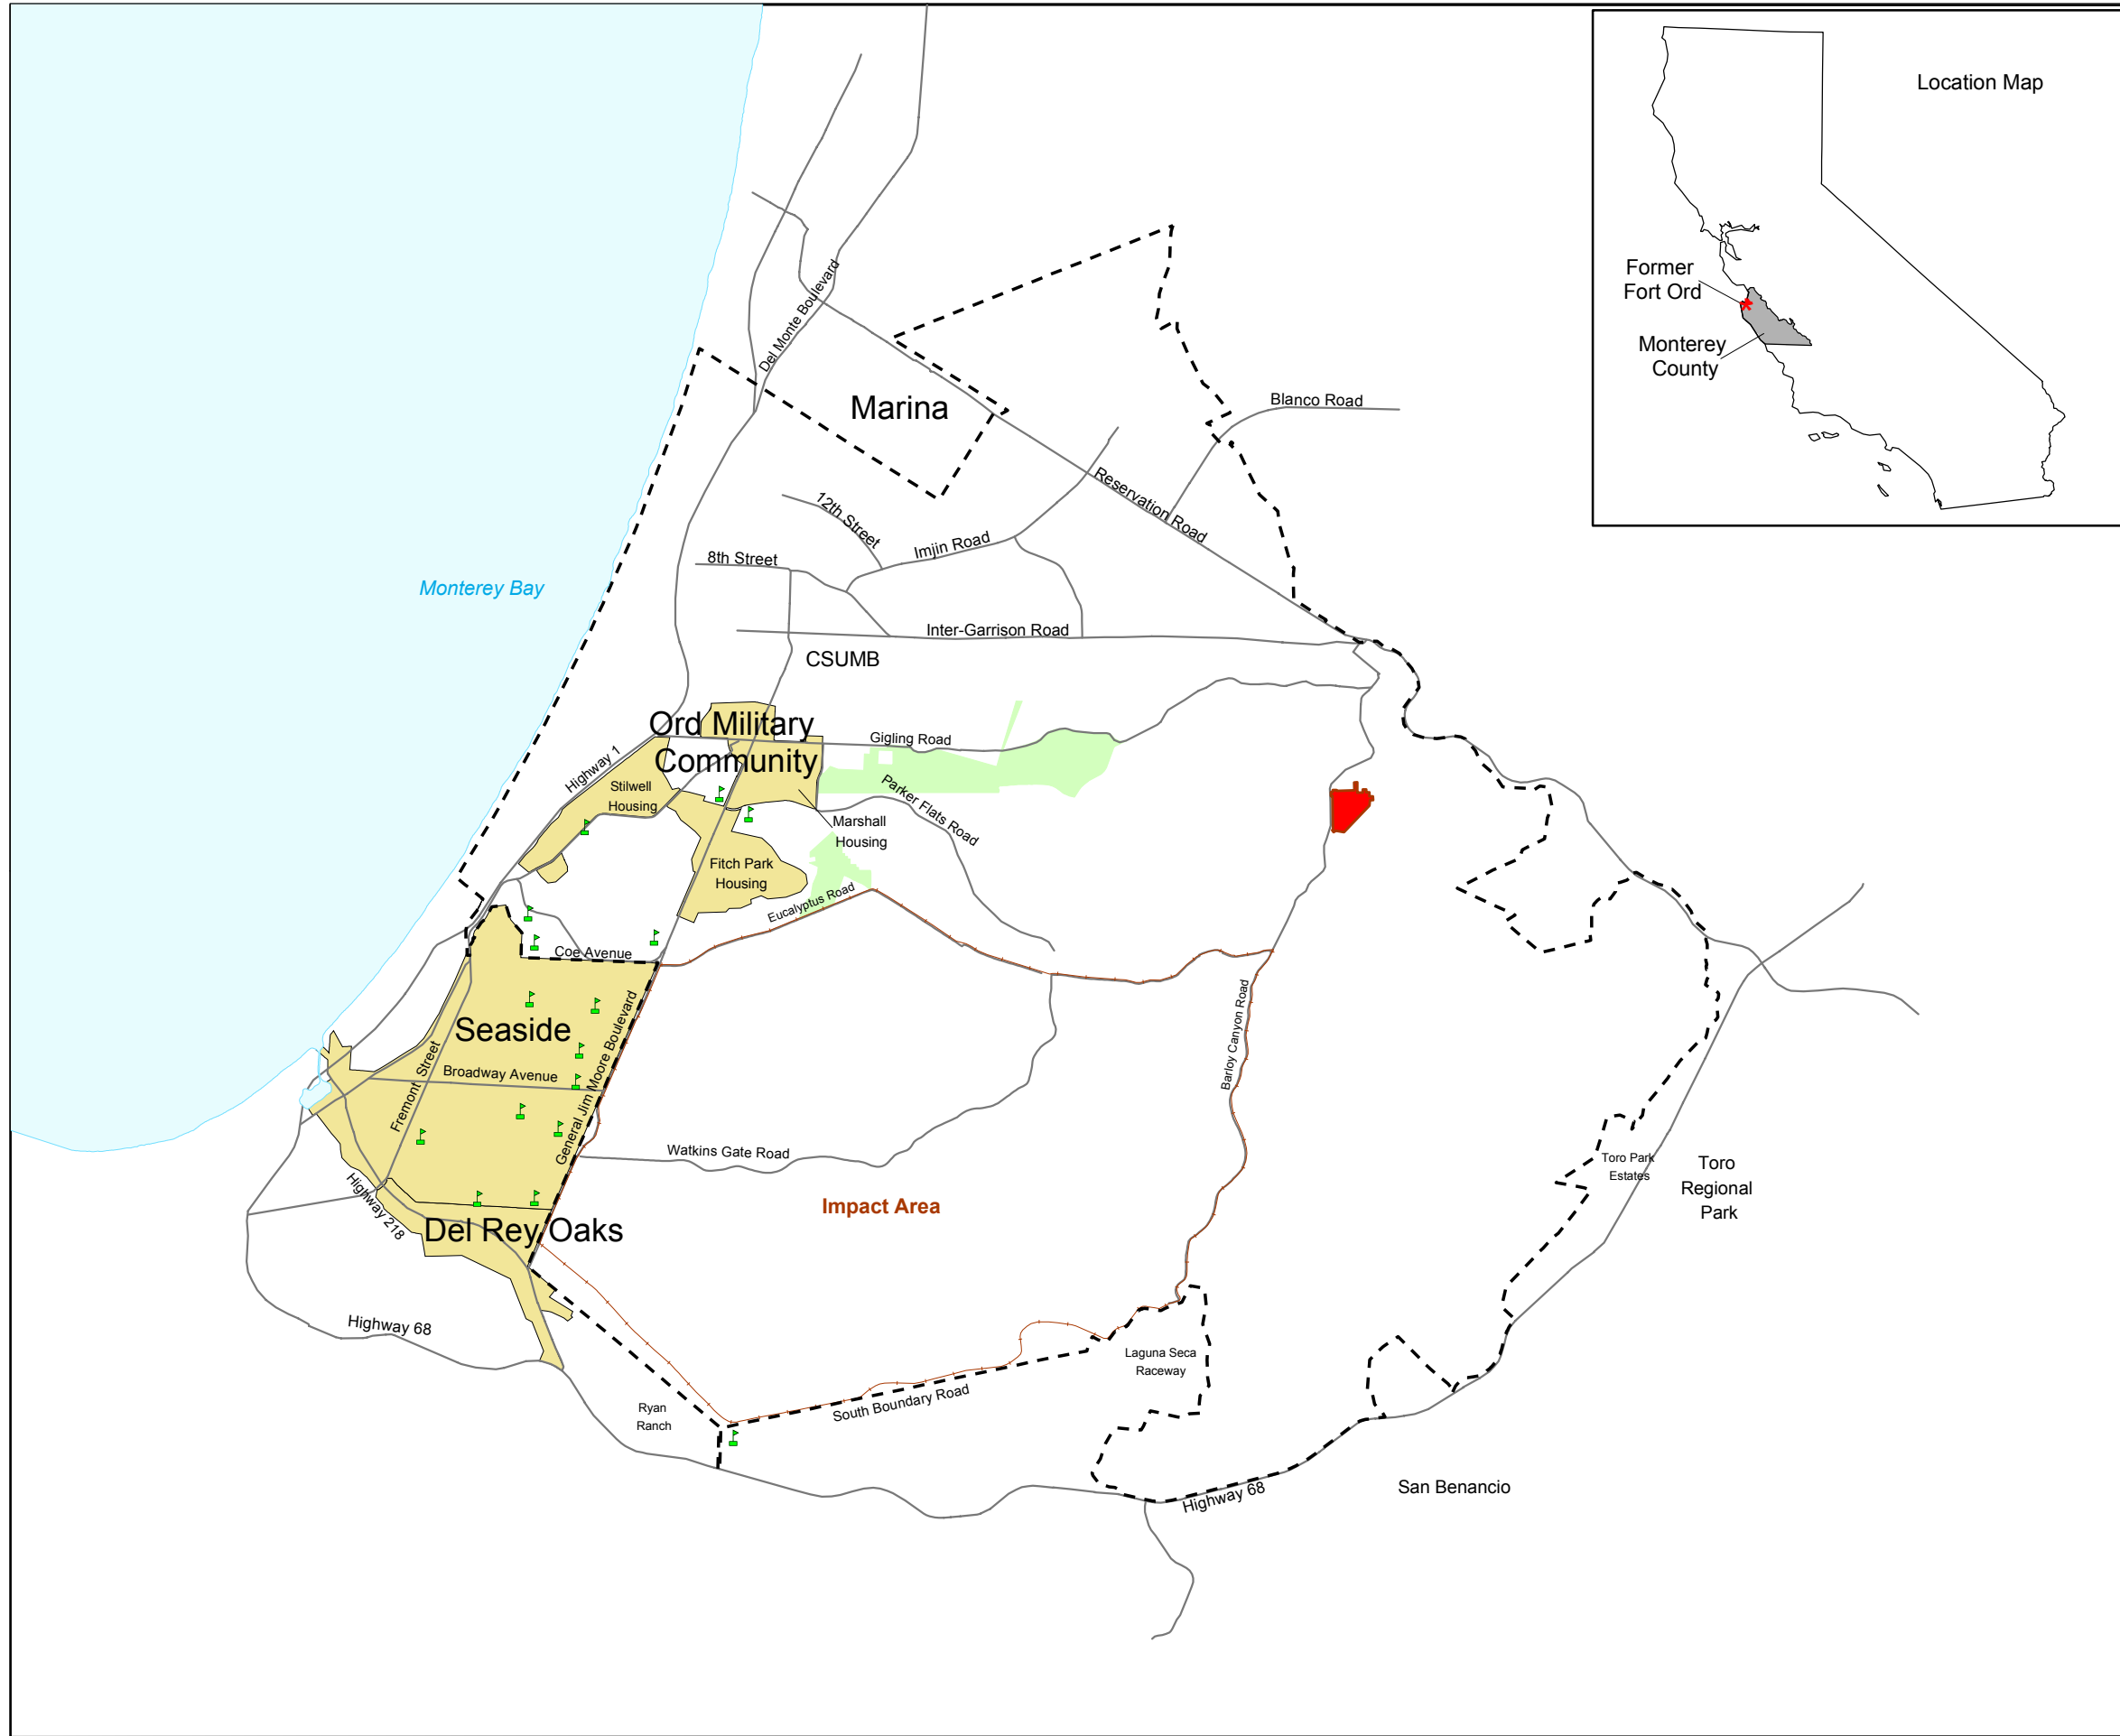 Location Map
Former
Fort Ord
Monterey
County
Del Monte Boulevard
Marina
Blanco Road
Reservation Road
12th Street
Imjin Road
8th Street
Monterey Bay
Inter-Garrison Road
CSUMB
Ord Military
Community
Gigling Road
Highway 1
Stilwell
Housing
Parker Flats Road
Marshall
Housing
Fitch Park
Housing
Eucalyptus Road
Coe Avenue
Seaside
General Jim Moore Boulevard
Barloy Canyon Road
Fremont Street
Broadway Avenue
Watkins Gate Road
Toro Park
Estates
Toro
Regional
Park
Highway 218
Impact Area
Del Rey Oaks
Highway 68
Laguna Seca
Raceway
South Boundary Road
Ryan
Ranch
Highway 68
San Benancio